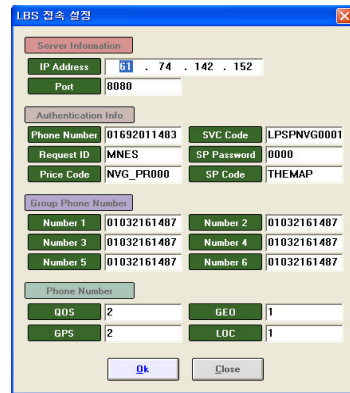 LBS 접속 설정
Server Information
IP Address 61 . 74 . 142 . 152
Port 8080
Authentication Info
Phone Number 01692011483 SVC Code LPSPNVG0001
Request ID MNES SP Password 0000
Price Code NVG_PR000 SP Code THEMAP
Group Phone Number
Number 1 01032161487 Number 2 01032161487
Number 3 01032161487 Number 4 01032161487
Number 5 01032161487 Number 6 01032161487
Phone Number
QOS 2 GEO 1
GPS 2 LOC 1
Ok Close